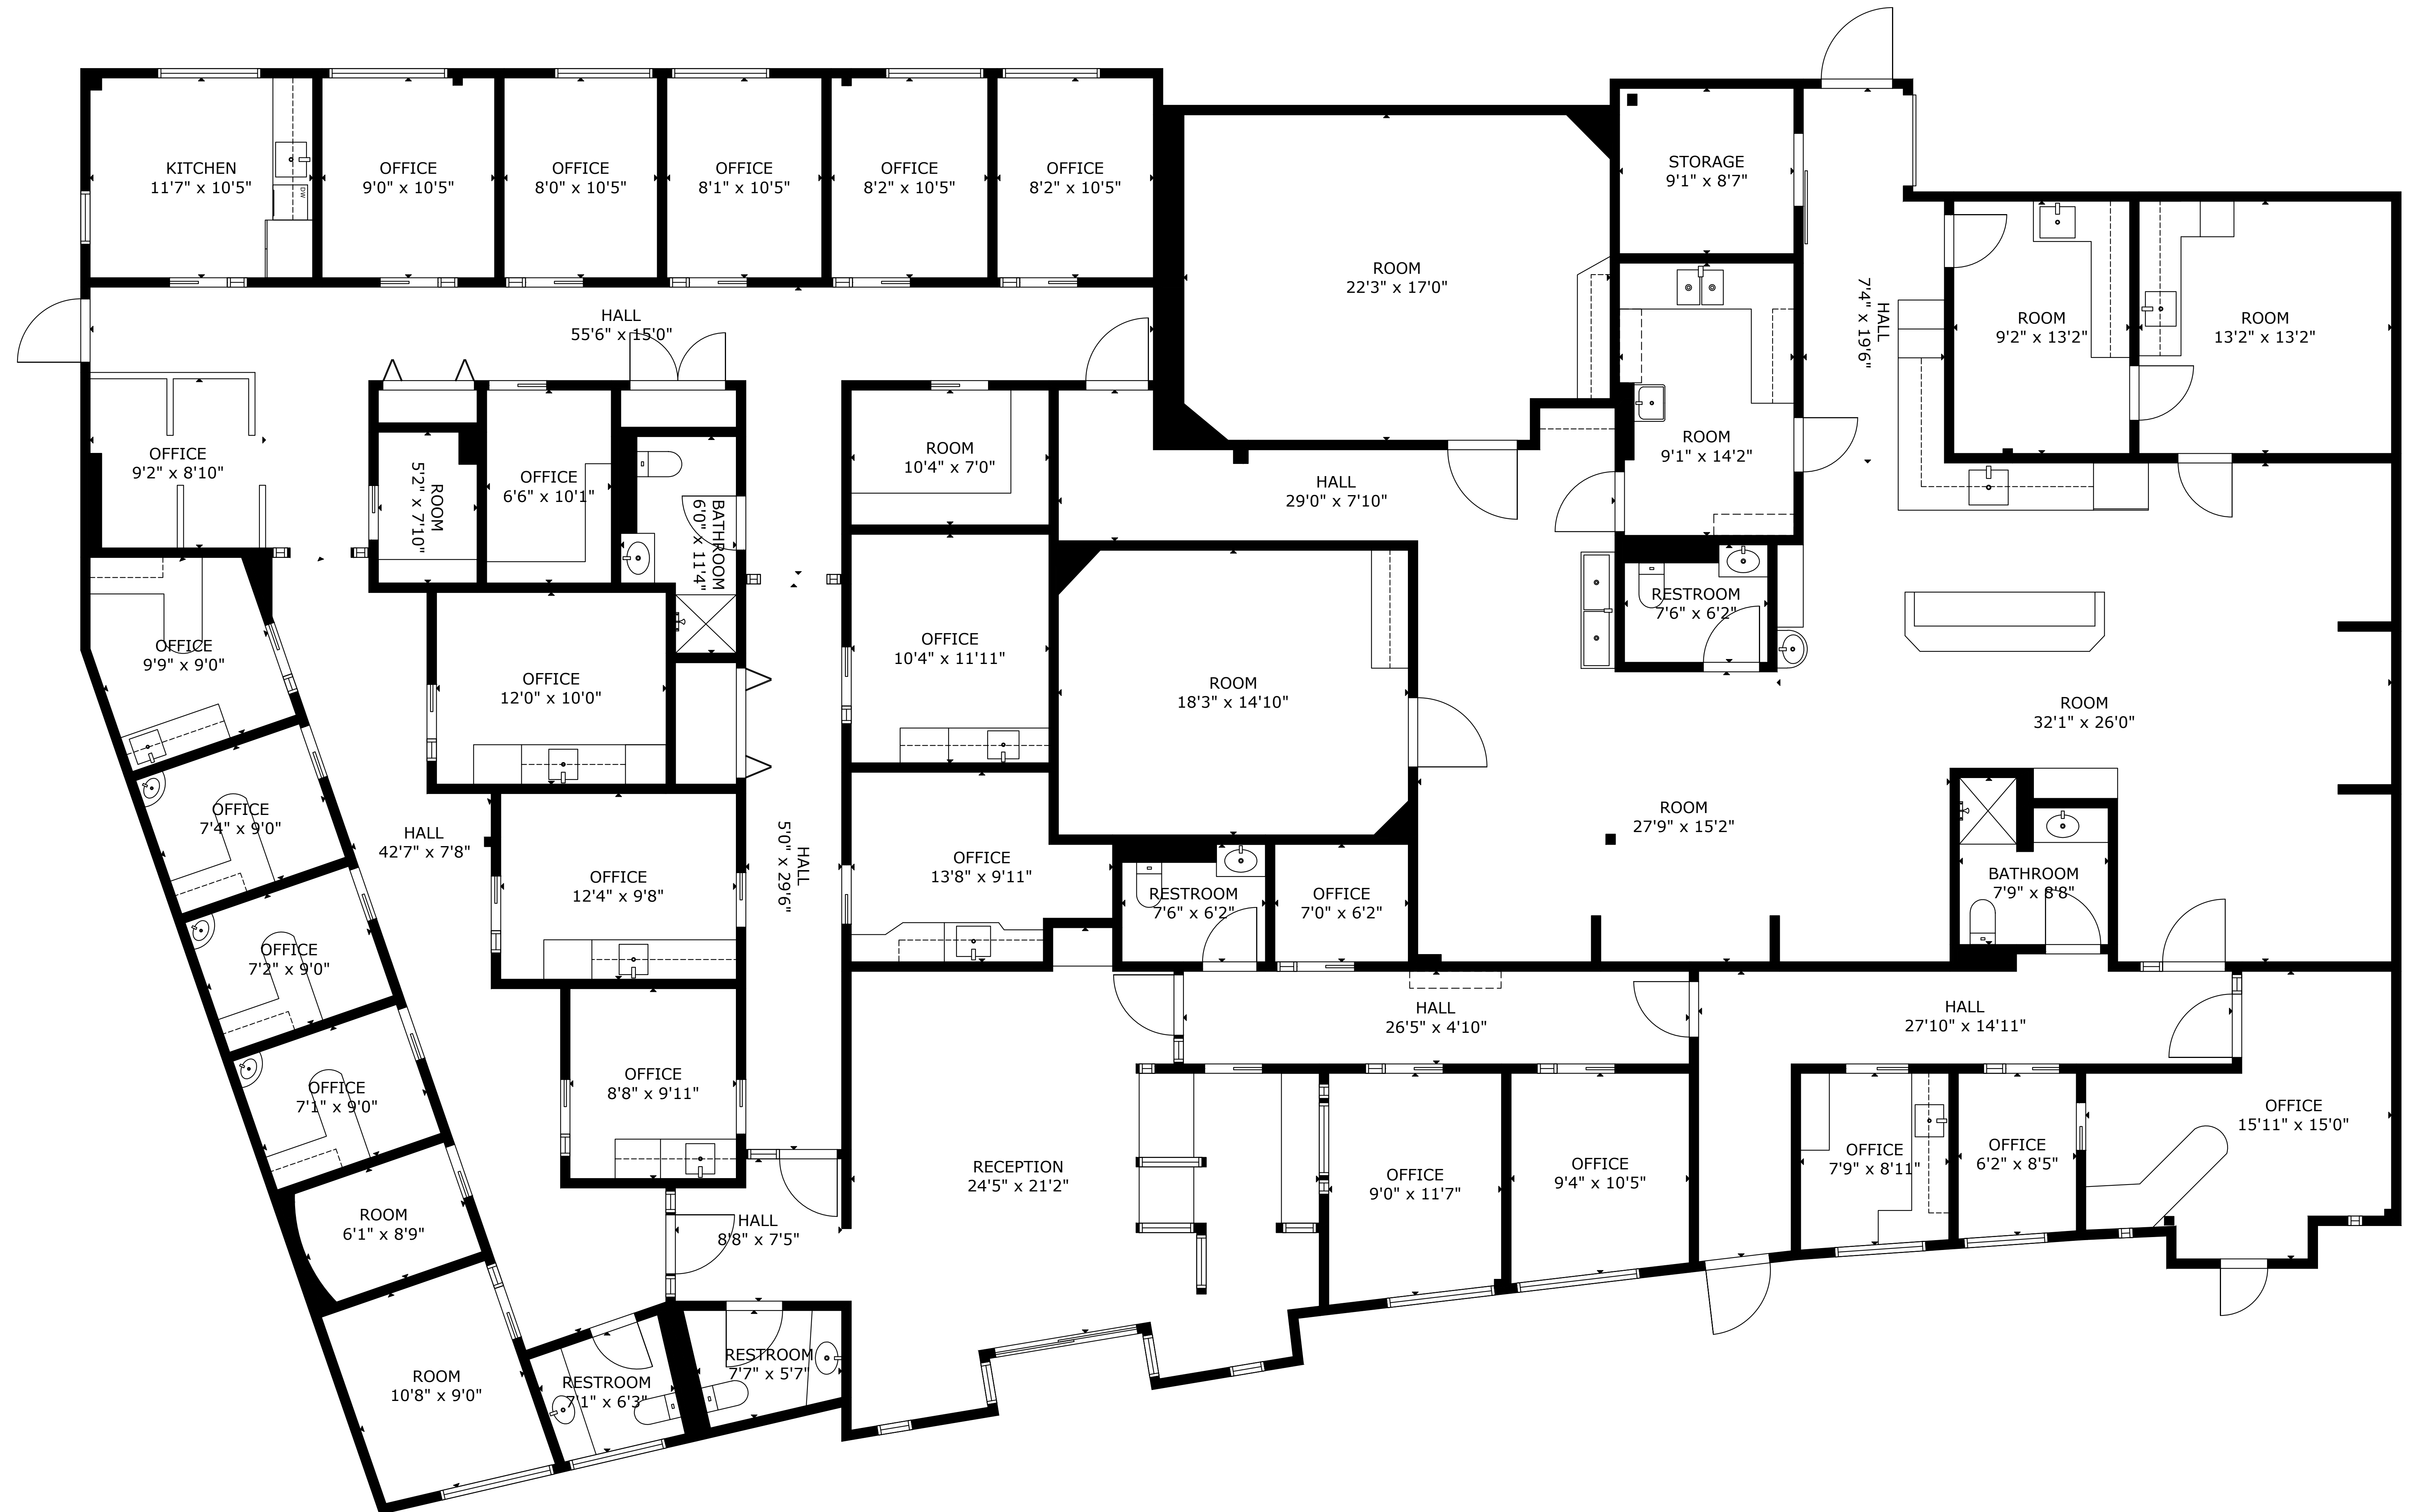 KITCHEN
11'7" x 10'5"
DW
OFFICE
9'0" x 10'5"
OFFICE
8'0" x 10'5"
OFFICE
8'1" x 10'5"
OFFICE
8'2" x 10'5"
OFFICE
8'2" x 10'5"
STORAGE
9'1" x 8'7"
ROOM
22'3" x 17'0"
HALL
55'6" x 15'0"
HALL
7'4" x 19'6"
ROOM
9'2" x 13'2"
ROOM
13'2" x 13'2"
OFFICE
9'2" x 8'10"
ROOM
5'2" x 7'10"
OFFICE
6'6" x 10'1"
BATHROOM
6'0" x 11'4"
ROOM
10'4" x 7'0"
HALL
29'0" x 7'10"
ROOM
9'1" x 14'2"
RESTROOM
7'6" x 6'2"
OFFICE
9'9" x 9'0"
OFFICE
12'0" x 10'0"
OFFICE
10'4" x 11'11"
ROOM
18'3" x 14'10"
ROOM
32'1" x 26'0"
OFFICE
7'4" x 9'0"
HALL
42'7" x 7'8"
OFFICE
12'4" x 9'8"
HALL
5'0" x 29'6"
OFFICE
13'8" x 9'11"
RESTROOM
7'6" x 6'2"
OFFICE
7'0" x 6'2"
ROOM
27'9" x 15'2"
BATHROOM
7'9" x 8'8"
OFFICE
7'2" x 9'0"
HALL
26'5" x 4'10"
HALL
27'10" x 14'11"
OFFICE
7'1" x 9'0"
OFFICE
8'8" x 9'11"
RECEPTION
24'5" x 21'2"
OFFICE
9'0" x 11'7"
OFFICE
9'4" x 10'5"
OFFICE
7'9" x 8'11"
OFFICE
6'2" x 8'5"
OFFICE
15'11" x 15'0"
ROOM
6'1" x 8'9"
HALL
8'8" x 7'5"
ROOM
10'8" x 9'0"
RESTROOM
7'1" x 6'3"
RESTROOM
7'7" x 5'7"